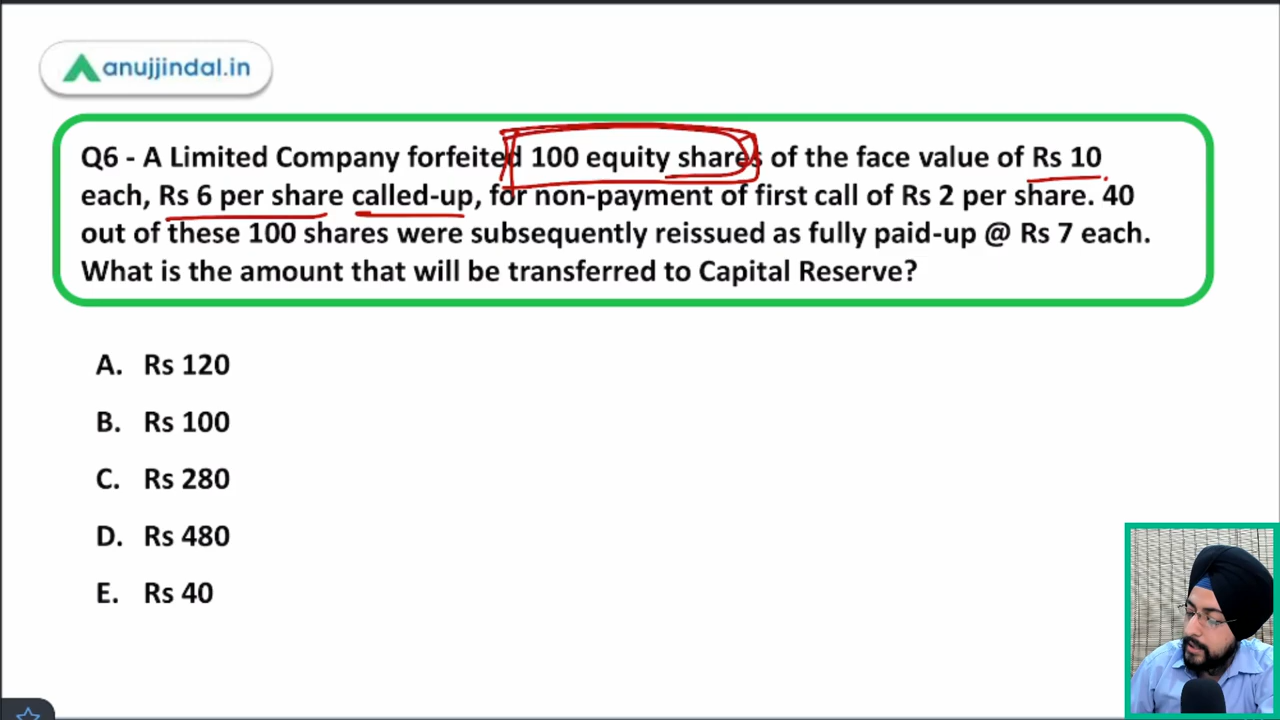 anujjindal.in
Q6 - A Limited Company forfeited 100 equity shares of the face value of Rs 10
each, Rs 6 per share called-up, for non-payment of first call of Rs 2 per share. 40
out of these 100 shares were subsequently reissued as fully paid-up @ Rs 7 each.
What is the amount that will be transferred to Capital Reserve?
A. Rs 120
B. Rs 100
C. Rs 280
D. Rs 480
E. Rs 40